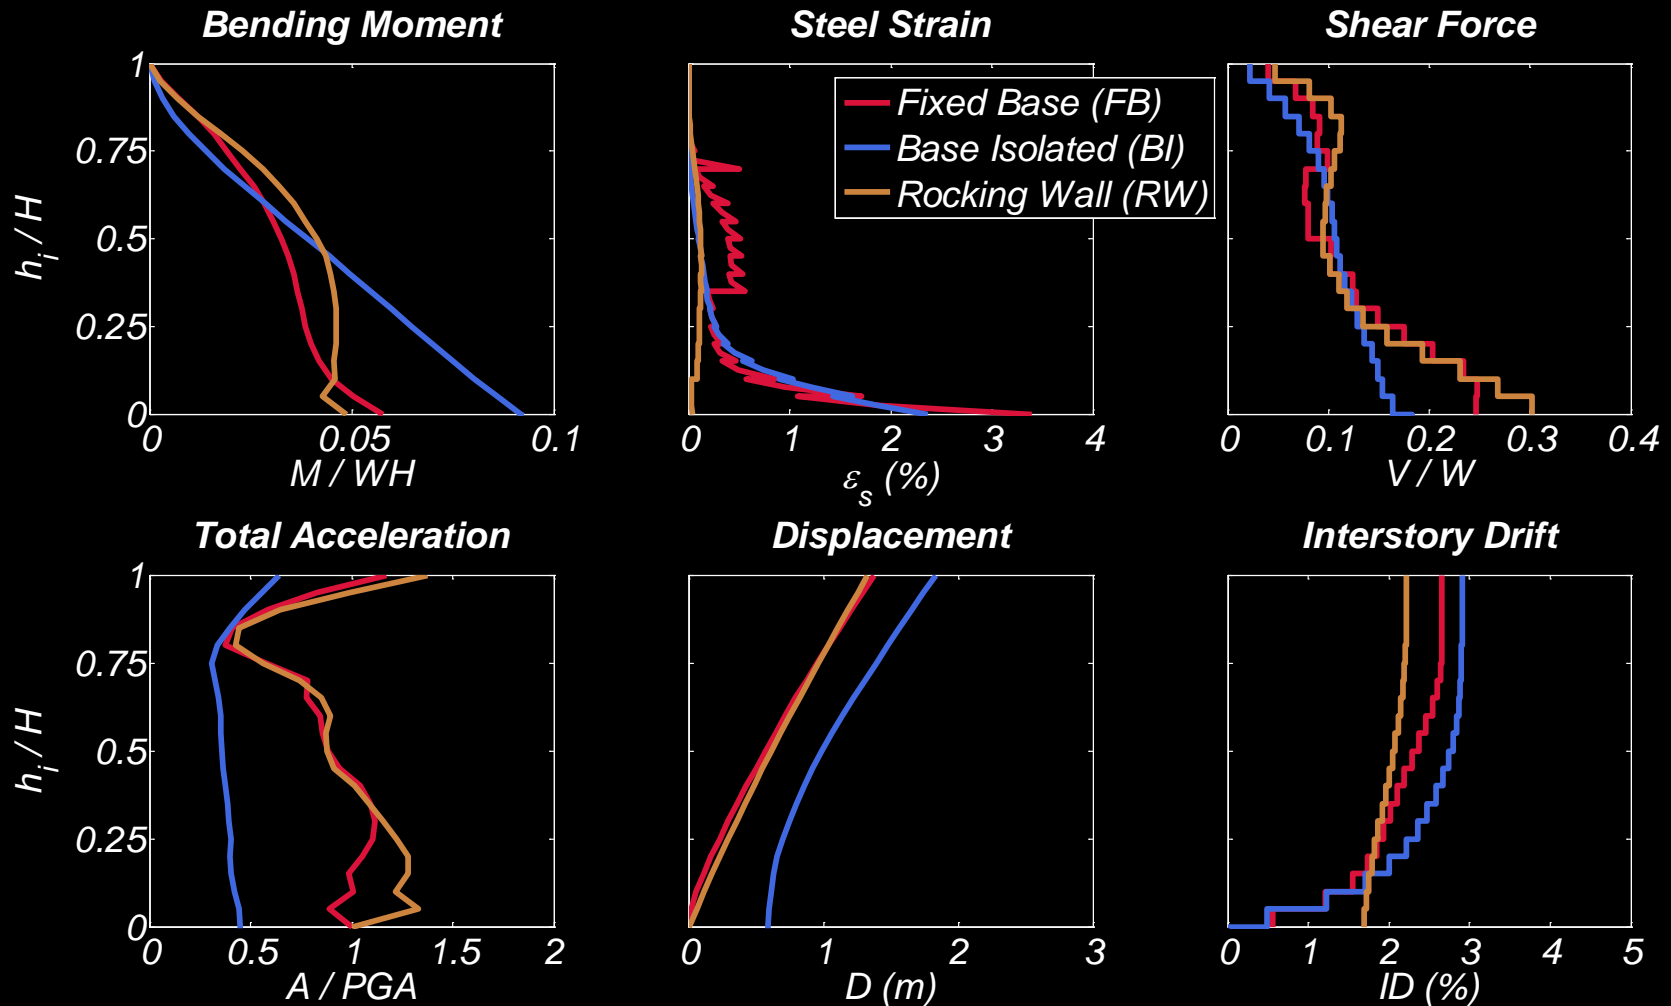 Bending Moment
Steel Strain
Shear Force
1
0.75
0.5
0.25
0
h_i / H
0 0.05 0.1
M / WH
Fixed Base (FB)
Base Isolated (BI)
Rocking Wall (RW)
0 1 2 3 4
ε_s (%)
0 0.1 0.2 0.3 0.4
V / W
Total Acceleration
Displacement
Interstory Drift
1
0.75
0.5
0.25
0
h_i / H
0 0.5 1 1.5 2
A / PGA
0 1 2 3
D (m)
0 1 2 3 4 5
ID (%)